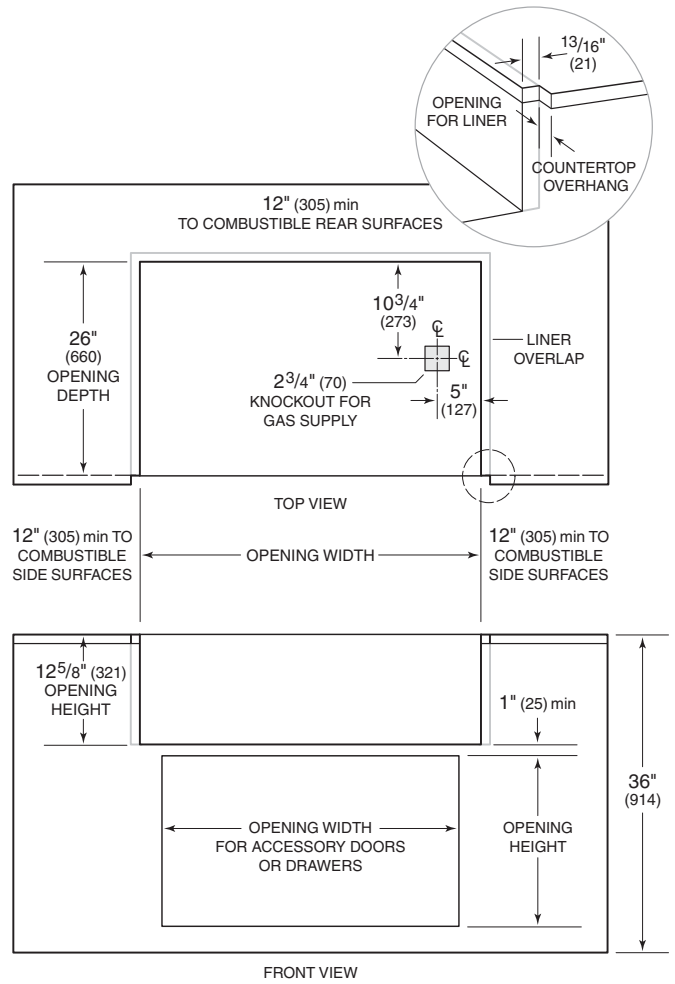 13/16"
(21)
OPENING
FOR LINER
COUNTERTOP
OVERHANG
12" (305) min
TO COMBUSTIBLE REAR SURFACES
26"
(660)
OPENING
DEPTH
10 3/4"
(273)
℄
℄
2 3/4" (70)
KNOCKOUT FOR
GAS SUPPLY
5"
(127)
LINER
OVERLAP
TOP VIEW
12" (305) min TO
COMBUSTIBLE
SIDE SURFACES
OPENING WIDTH
12" (305) min TO
COMBUSTIBLE
SIDE SURFACES
12 5/8" (321)
OPENING
HEIGHT
1" (25) min
36"
(914)
OPENING WIDTH
FOR ACCESSORY DOORS
OR DRAWERS
OPENING
HEIGHT
FRONT VIEW